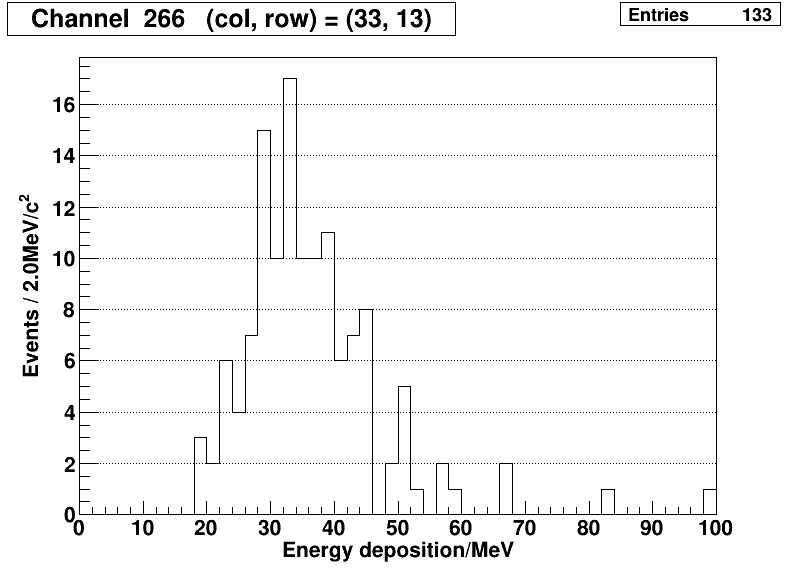 Channel 266 (col, row) = (33, 13)
Entries 133
Events / 2.0MeV/c²
16
14
12
10
8
6
4
2
0
0 10 20 30 40 50 60 70 80 90 100
Energy deposition/MeV